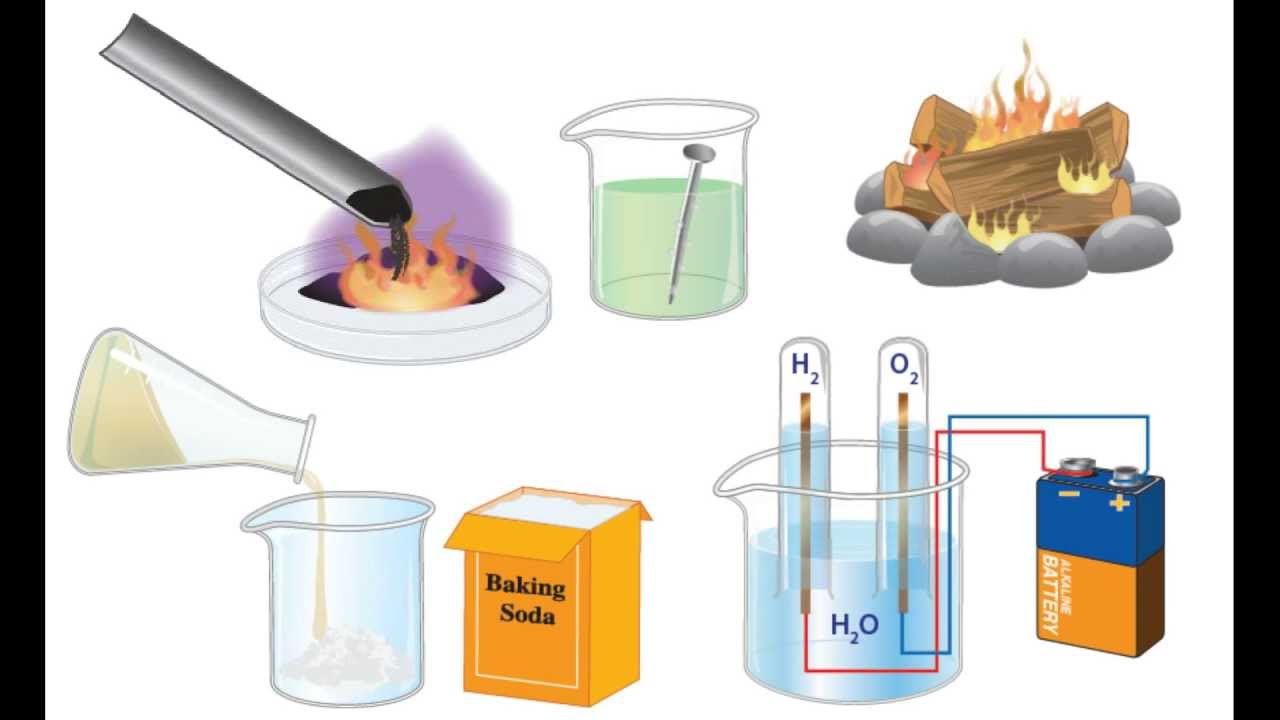 H₂
O₂
Baking
Soda
H₂O
− +
ALKALINE
BATTERY